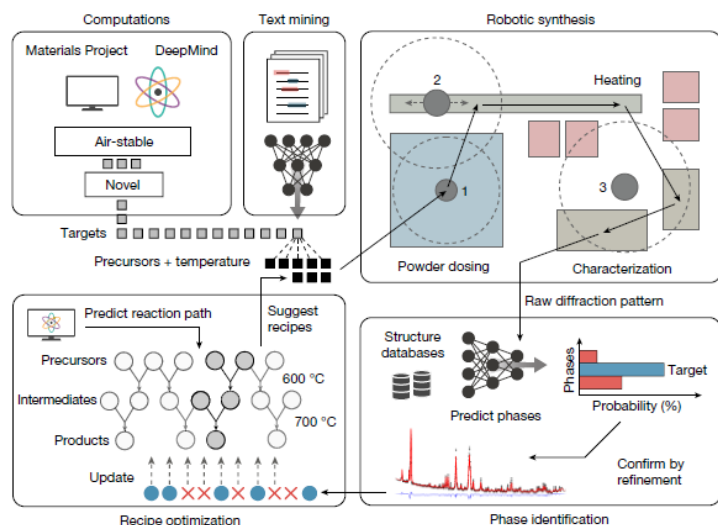 Computations
Text mining
Robotic synthesis
Materials Project
DeepMind
Air-stable
Novel
Targets
Precursors + temperature
2
Heating
1
3
Powder dosing
Characterization
Predict reaction path
Suggest
recipes
Precursors
600 °C
Intermediates
700 °C
Products
Update
Recipe optimization
Raw diffraction pattern
Structure
databases
Predict phases
Phases
Target
Probability (%)
Confirm by
refinement
Phase identification